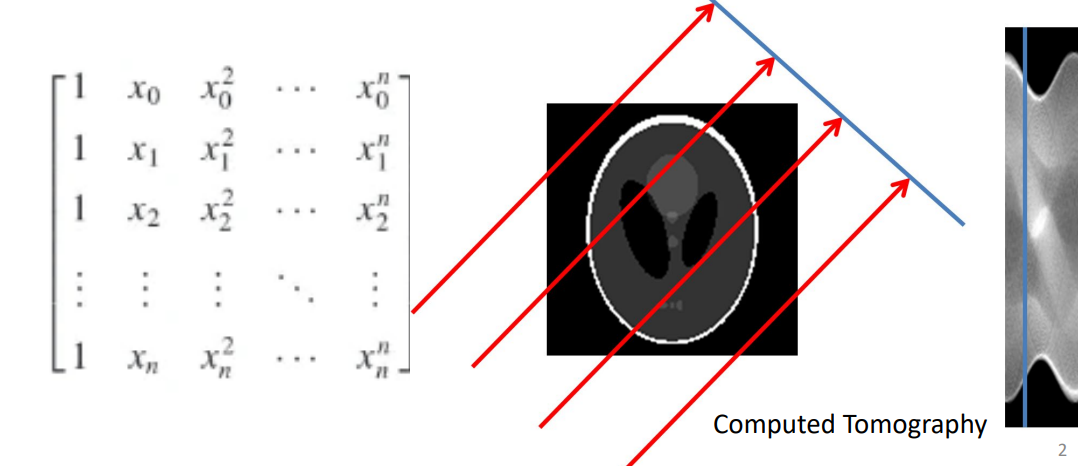 1 x₀ x₀² ⋯ x₀ⁿ
1 x₁ x₁² ⋯ x₁ⁿ
1 x₂ x₂² ⋯ x₂ⁿ
⋮ ⋮ ⋮ ⋱ ⋮
1 xₙ xₙ² ⋯ xₙⁿ
Computed Tomography
2